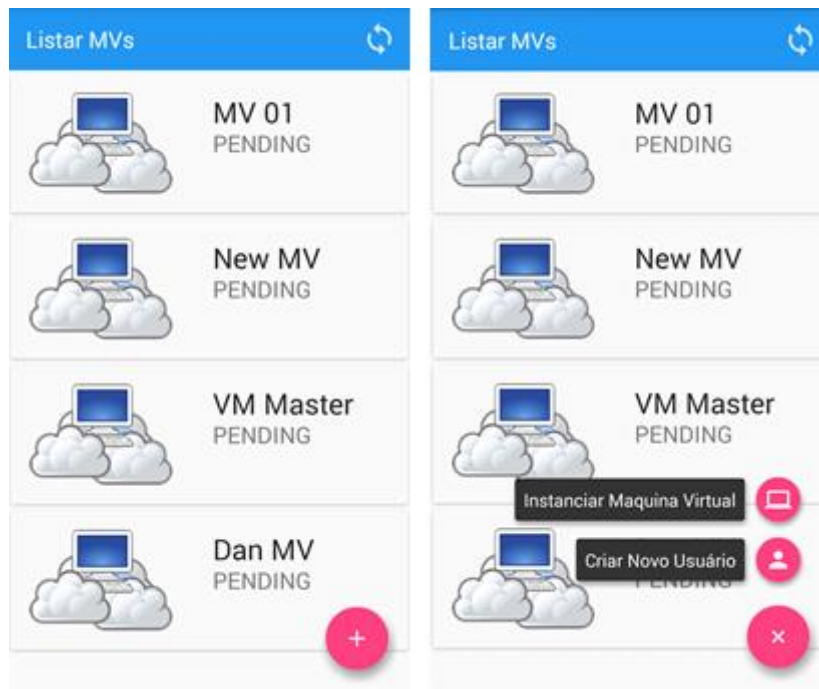 Listar MVs
MV 01
PENDING
New MV
PENDING
VM Master
PENDING
Dan MV
PENDING
Listar MVs
MV 01
PENDING
New MV
PENDING
VM Master
PENDING
Instanciar Maquina Virtual
Criar Novo Usuário
PENDING